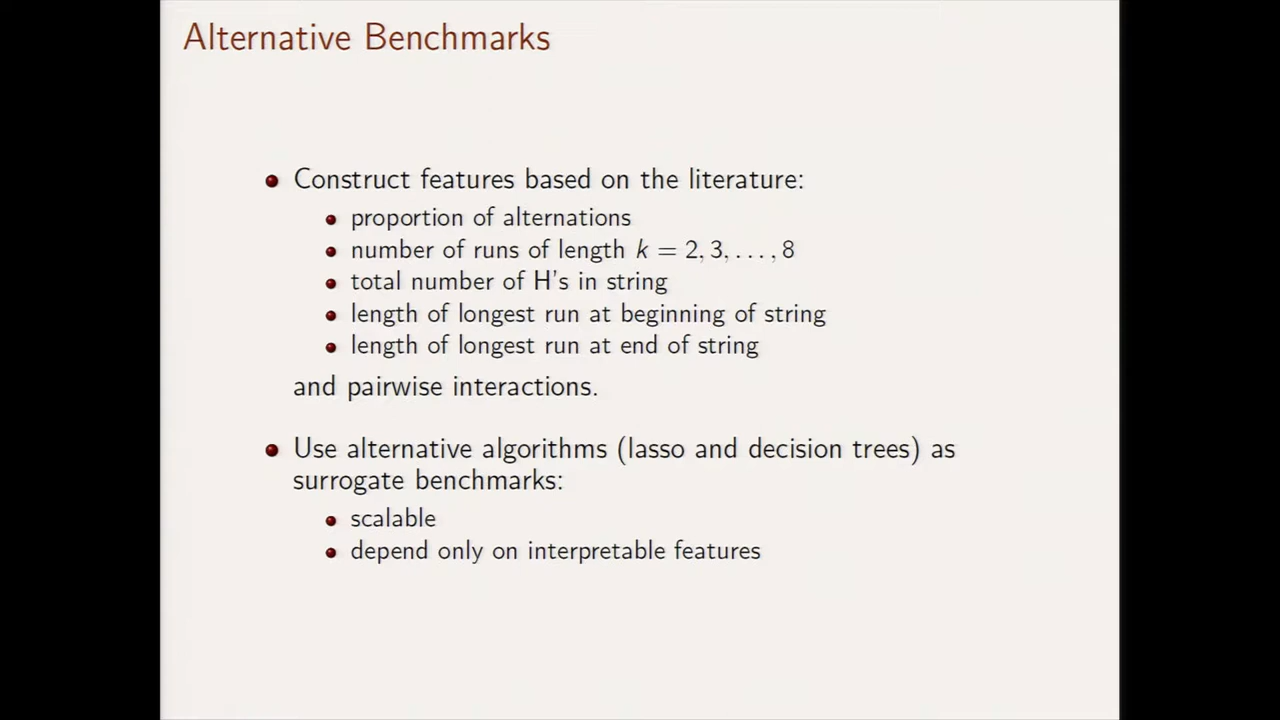 Alternative Benchmarks
Construct features based on the literature:
proportion of alternations
number of runs of length k = 2, 3, . . . , 8
total number of H's in string
length of longest run at beginning of string
length of longest run at end of string
and pairwise interactions.
Use alternative algorithms (lasso and decision trees) as
surrogate benchmarks:
scalable
depend only on interpretable features